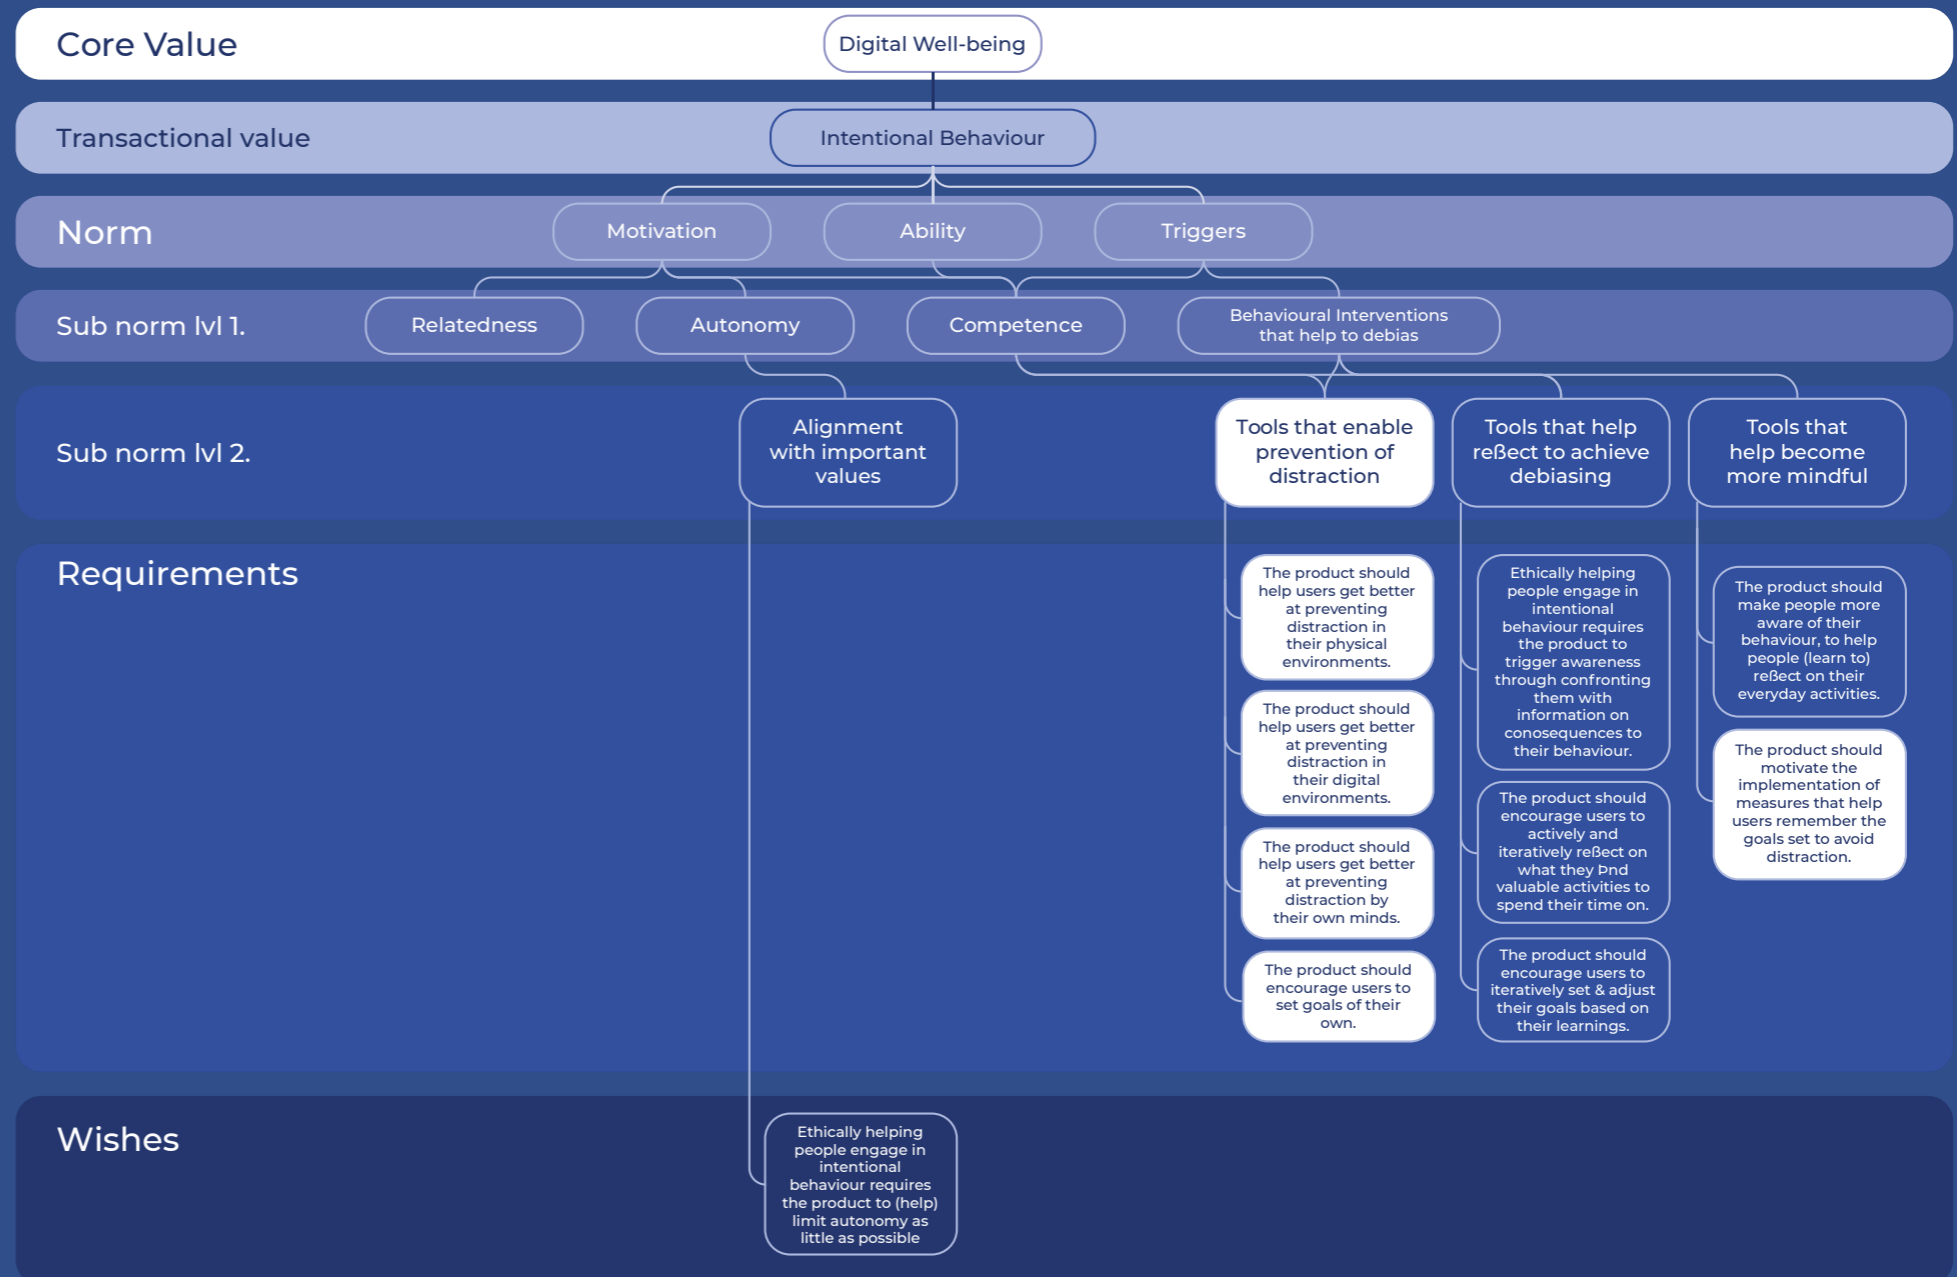 Core Value
Digital Well-being
Transactional value
Intentional Behaviour
Norm
Motivation
Ability
Triggers
Sub norm lvl 1.
Relatedness
Autonomy
Competence
Behavioural Interventions
that help to debias
Sub norm lvl 2.
Alignment
with important
values
Tools that enable
prevention of
distraction
Tools that help
reßect to achieve
debiasing
Tools that
help become
more mindful
Requirements
The product should
help users get better
at preventing
distraction in
their physical
environments.
The product should
help users get better
at preventing
distraction in
their digital
environments.
The product should
help users get better
at preventing
distraction by
their own minds.
The product should
encourage users to
set goals of their
own.
Ethically helping
people engage in
intentional
behaviour requires
the product to
trigger awareness
through confronting
them with
information on
conosequences to
their behaviour.
The product should
encourage users to
actively and
iteratively reßect on
what they Þnd
valuable activities to
spend their time on.
The product should
encourage users to
iteratively set & adjust
their goals based on
their learnings.
The product should
make people more
aware of their
behaviour, to help
people (learn to)
reßect on their
everyday activities.
The product should
motivate the
implementation of
measures that help
users remember the
goals set to avoid
distraction.
Wishes
Ethically helping
people engage in
intentional
behaviour requires
the product to (help)
limit autonomy as
little as possible